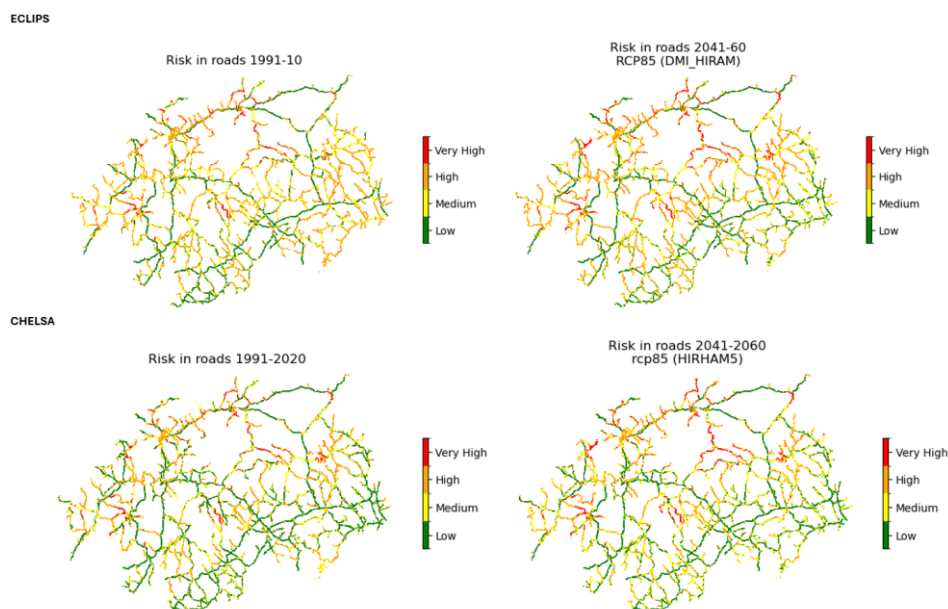 ECLIPS
Risk in roads 1991-10
Very High
High
Medium
Low
Risk in roads 2041-60
RCP85 (DMI_HIRAM)
Very High
High
Medium
Low
CHELSA
Risk in roads 1991-2020
Very High
High
Medium
Low
Risk in roads 2041-2060
rcp85 (HIRHAM5)
Very High
High
Medium
Low